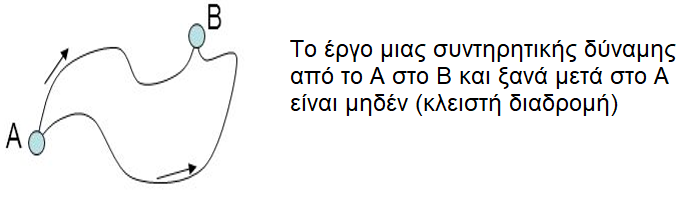 B
A
Το έργο μιας συντηρητικής δύναμης
από το Α στο Β και ξανά μετά στο Α
είναι μηδέν (κλειστή διαδρομή)